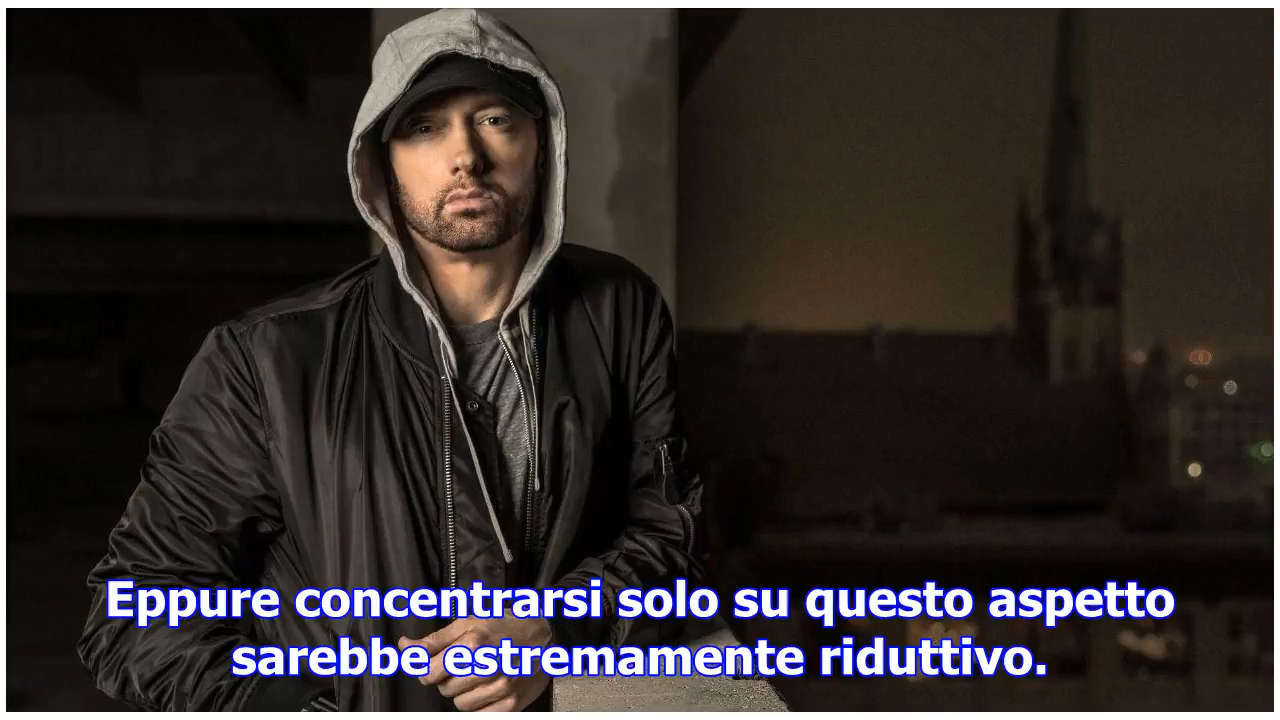 Eppure concentrarsi solo su questo aspetto
sarebbe estremamente riduttivo.